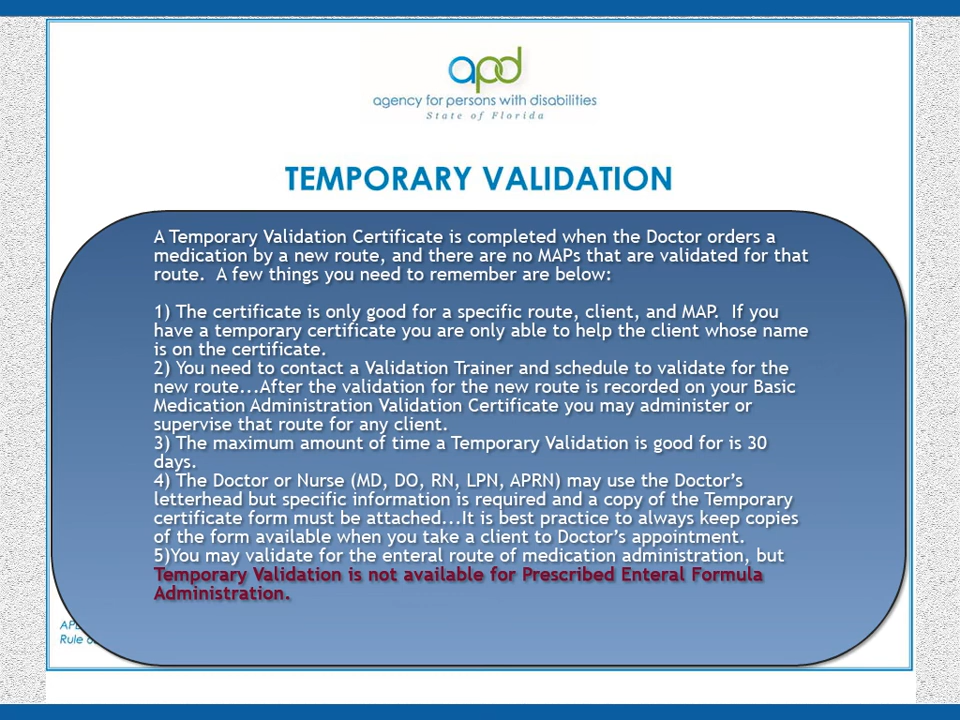 apd
agency for persons with disabilities
State of Florida
TEMPORARY VALIDATION
A Temporary Validation Certificate is completed when the Doctor orders a
medication by a new route, and there are no MAPs that are validated for that
route.  A few things you need to remember are below:
1) The certificate is only good for a specific route, client, and MAP.  If you
have a temporary certificate you are only able to help the client whose name
is on the certificate.
2) You need to contact a Validation Trainer and schedule to validate for the
new route...After the validation for the new route is recorded on your Basic
Medication Administration Validation Certificate you may administer or
supervise that route for any client.
3) The maximum amount of time a Temporary Validation is good for is 30
days.
4) The Doctor or Nurse (MD, DO, RN, LPN, APRN) may use the Doctor's
letterhead but specific information is required and a copy of the Temporary
certificate form must be attached...It is best practice to always keep copies
of the form available when you take a client to Doctor's appointment.
5)You may validate for the enteral route of medication administration, but
Temporary Validation is not available for Prescribed Enteral Formula
Administration.
Rule